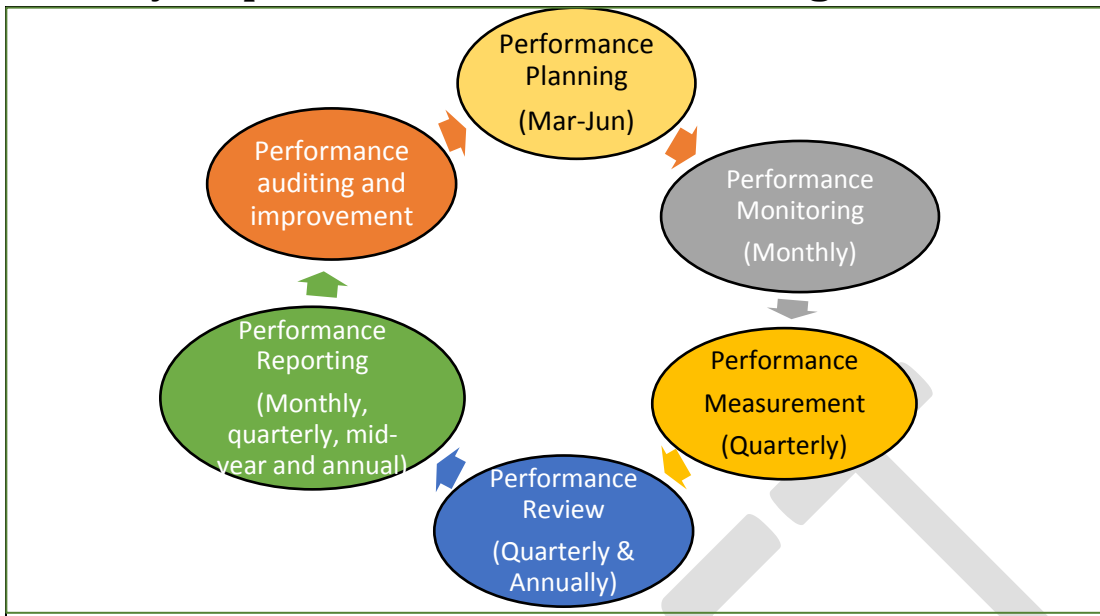 Performance
Planning
(Mar-Jun)
Performance
Monitoring
(Monthly)
Performance
Measurement
(Quarterly)
Performance
Review
(Quarterly &
Annually)
Performance
Reporting
(Monthly,
quarterly, mid-
year and annual)
Performance
auditing and
improvement